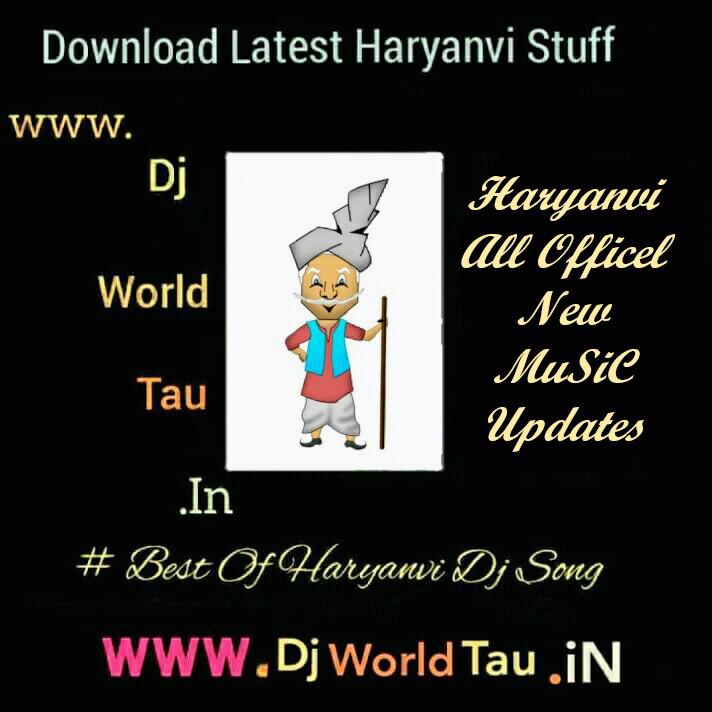 Download Latest Haryanvi Stuff
www.
Dj
World
Tau
.In
Haryanvi
All Officel
New
MuSiC
Updates
# Best Of Haryanvi Dj Song
WWW.Dj World Tau .iN